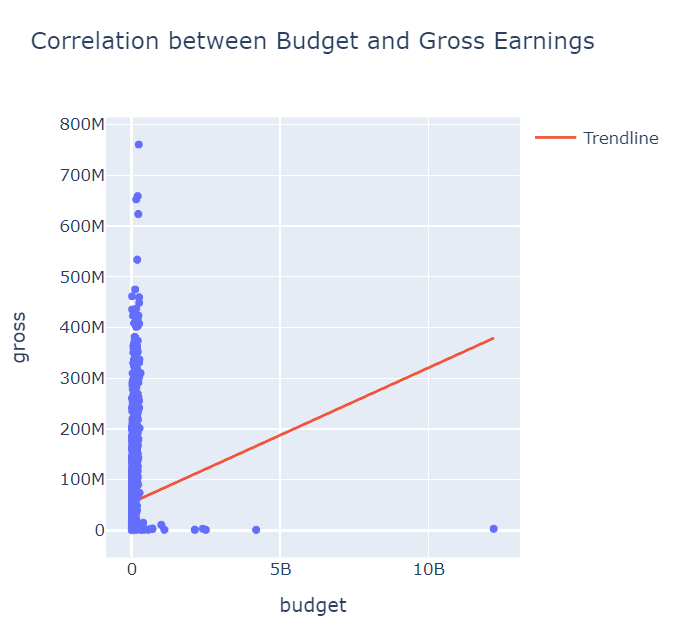 Correlation between Budget and Gross Earnings
Trendline
800M
700M
600M
500M
400M
300M
200M
100M
0
gross
0 5B 10B
budget